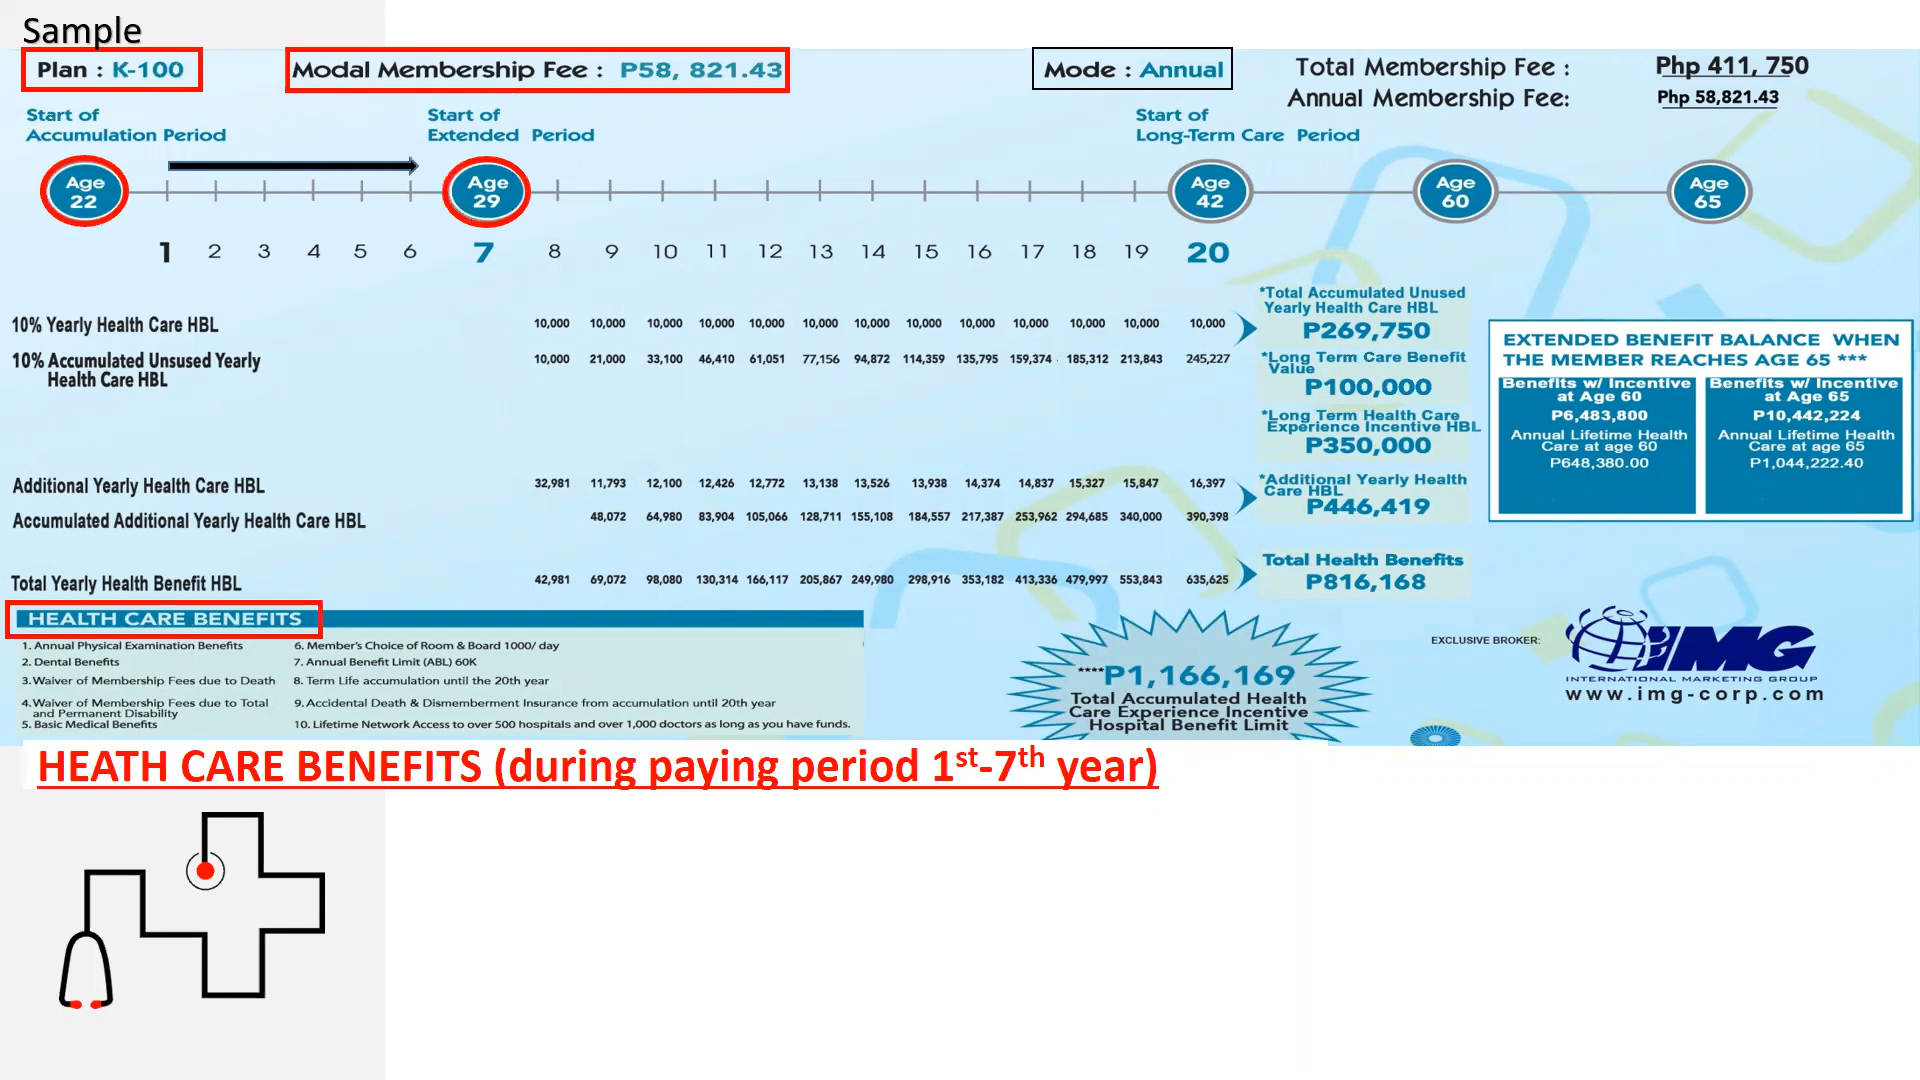 Sample
Plan : K-100
Modal Membership Fee : P58, 821.43
Mode : Annual
Total Membership Fee : Php 411, 750
Annual Membership Fee: Php 58,821.43
Start of
Accumulation Period
Start of
Extended Period
Start of
Long-Term Care Period
Age 22
Age 29
Age 42
Age 60
Age 65
1 2 3 4 5 6 7 8 9 10 11 12 13 14 15 16 17 18 19 20
10% Yearly Health Care HBL 10,000 10,000 10,000 10,000 10,000 10,000 10,000 10,000 10,000 10,000 10,000 10,000 10,000
10% Accumulated Unsused Yearly
Health Care HBL
10,000 21,000 33,100 46,410 61,051 77,156 94,872 114,359 135,795 159,374 185,312 213,843 245,227
*Total Accumulated Unused
Yearly Health Care HBL
P269,750
*Long Term Care Benefit
Value
P100,000
*Long Term Health Care
Experience Incentive HBL
P350,000
Additional Yearly Health Care HBL 32,981 11,793 12,100 12,426 12,772 13,138 13,526 13,938 14,374 14,837 15,327 15,847 16,397
Accumulated Additional Yearly Health Care HBL 48,072 64,980 83,904 105,066 128,711 155,108 184,557 217,387 253,962 294,685 340,000 390,398
*Additional Yearly Health
Care HBL
P446,419
Total Yearly Health Benefit HBL 42,981 69,072 98,080 130,314 166,117 205,867 249,980 298,916 353,182 413,336 479,997 553,843 635,625
Total Health Benefits
P816,168
EXTENDED BENEFIT BALANCE WHEN
THE MEMBER REACHES AGE 65 ***
Benefits w/ Incentive
at Age 60
P6,483,800
Annual Lifetime Health
Care at age 60
P648,380.00
Benefits w/ Incentive
at Age 65
P10,442,224
Annual Lifetime Health
Care at age 65
P1,044,222.40
HEALTH CARE BENEFITS
1. Annual Physical Examination Benefits
2. Dental Benefits
3. Waiver of Membership Fees due to Death
4. Waiver of Membership Fees due to Total
and Permanent Disability
5. Basic Medical Benefits
6. Member's Choice of Room & Board 1000/ day
7. Annual Benefit Limit (ABL) 60K
8. Term Life accumulation until the 20th year
9. Accidental Death & Dismemberment Insurance from accumulation until 20th year
10. Lifetime Network Access to over 500 hospitals and over 1,000 doctors as long as you have funds.
****P1,166,169
Total Accumulated Health
Care Experience Incentive
Hospital Benefit Limit
EXCLUSIVE BROKER:
IMG
INTERNATIONAL MARKETING GROUP
www.img-corp.com
HEATH CARE BENEFITS (during paying period 1st-7th year)